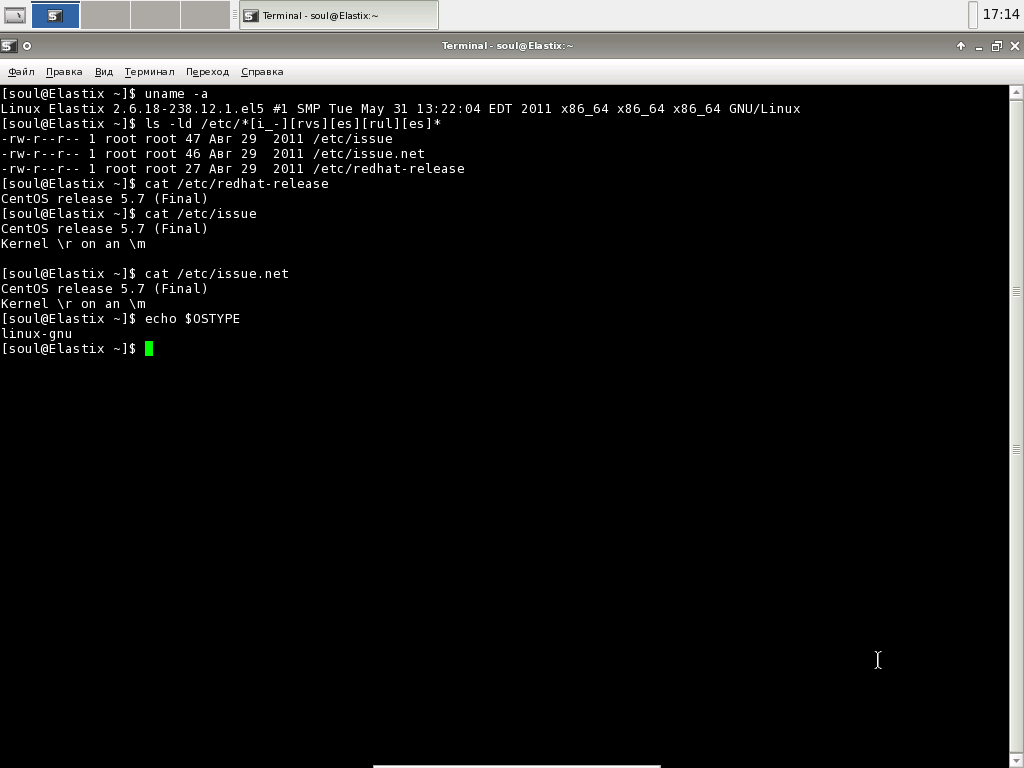 Terminal - soul@Elastix:~
17:14
Terminal - soul@Elastix:~
Файл Правка Вид Терминал Переход Справка
[soul@Elastix ~]$ uname -a
Linux Elastix 2.6.18-238.12.1.el5 #1 SMP Tue May 31 13:22:04 EDT 2011 x86_64 x86_64 x86_64 GNU/Linux
[soul@Elastix ~]$ ls -ld /etc/*[i_-][rvs][es][rul][es]*
-rw-r--r-- 1 root root 47 Авг 29  2011 /etc/issue
-rw-r--r-- 1 root root 46 Авг 29  2011 /etc/issue.net
-rw-r--r-- 1 root root 27 Авг 29  2011 /etc/redhat-release
[soul@Elastix ~]$ cat /etc/redhat-release
CentOS release 5.7 (Final)
[soul@Elastix ~]$ cat /etc/issue
CentOS release 5.7 (Final)
Kernel \r on an \m
[soul@Elastix ~]$ cat /etc/issue.net
CentOS release 5.7 (Final)
Kernel \r on an \m
[soul@Elastix ~]$ echo $OSTYPE
linux-gnu
[soul@Elastix ~]$